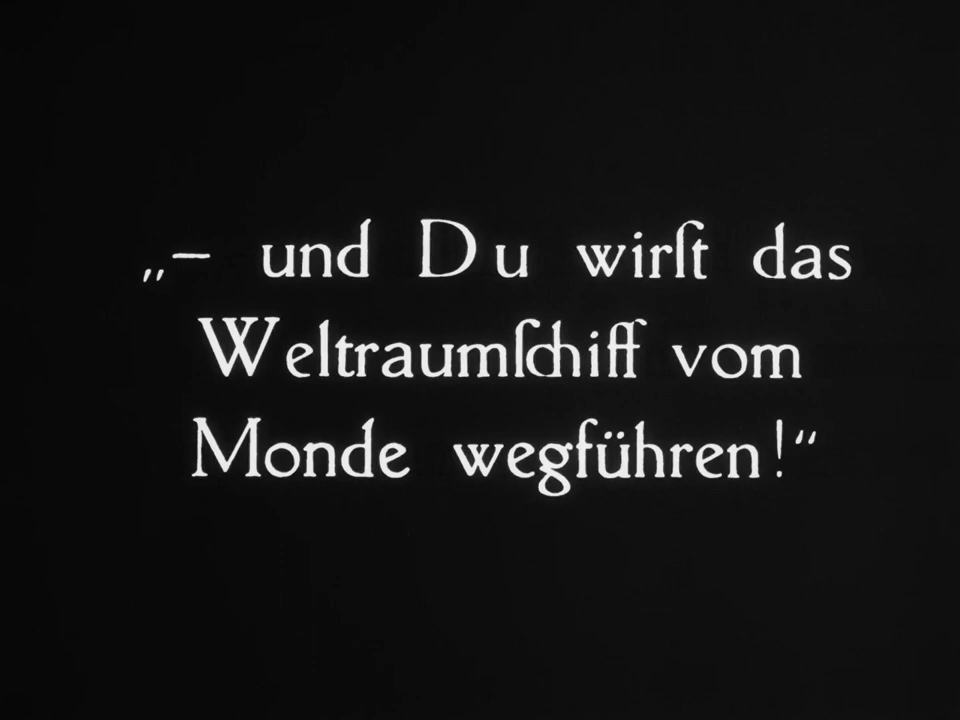 „– und Du wirſt das
Weltraumſchiff vom
Monde wegführen!“